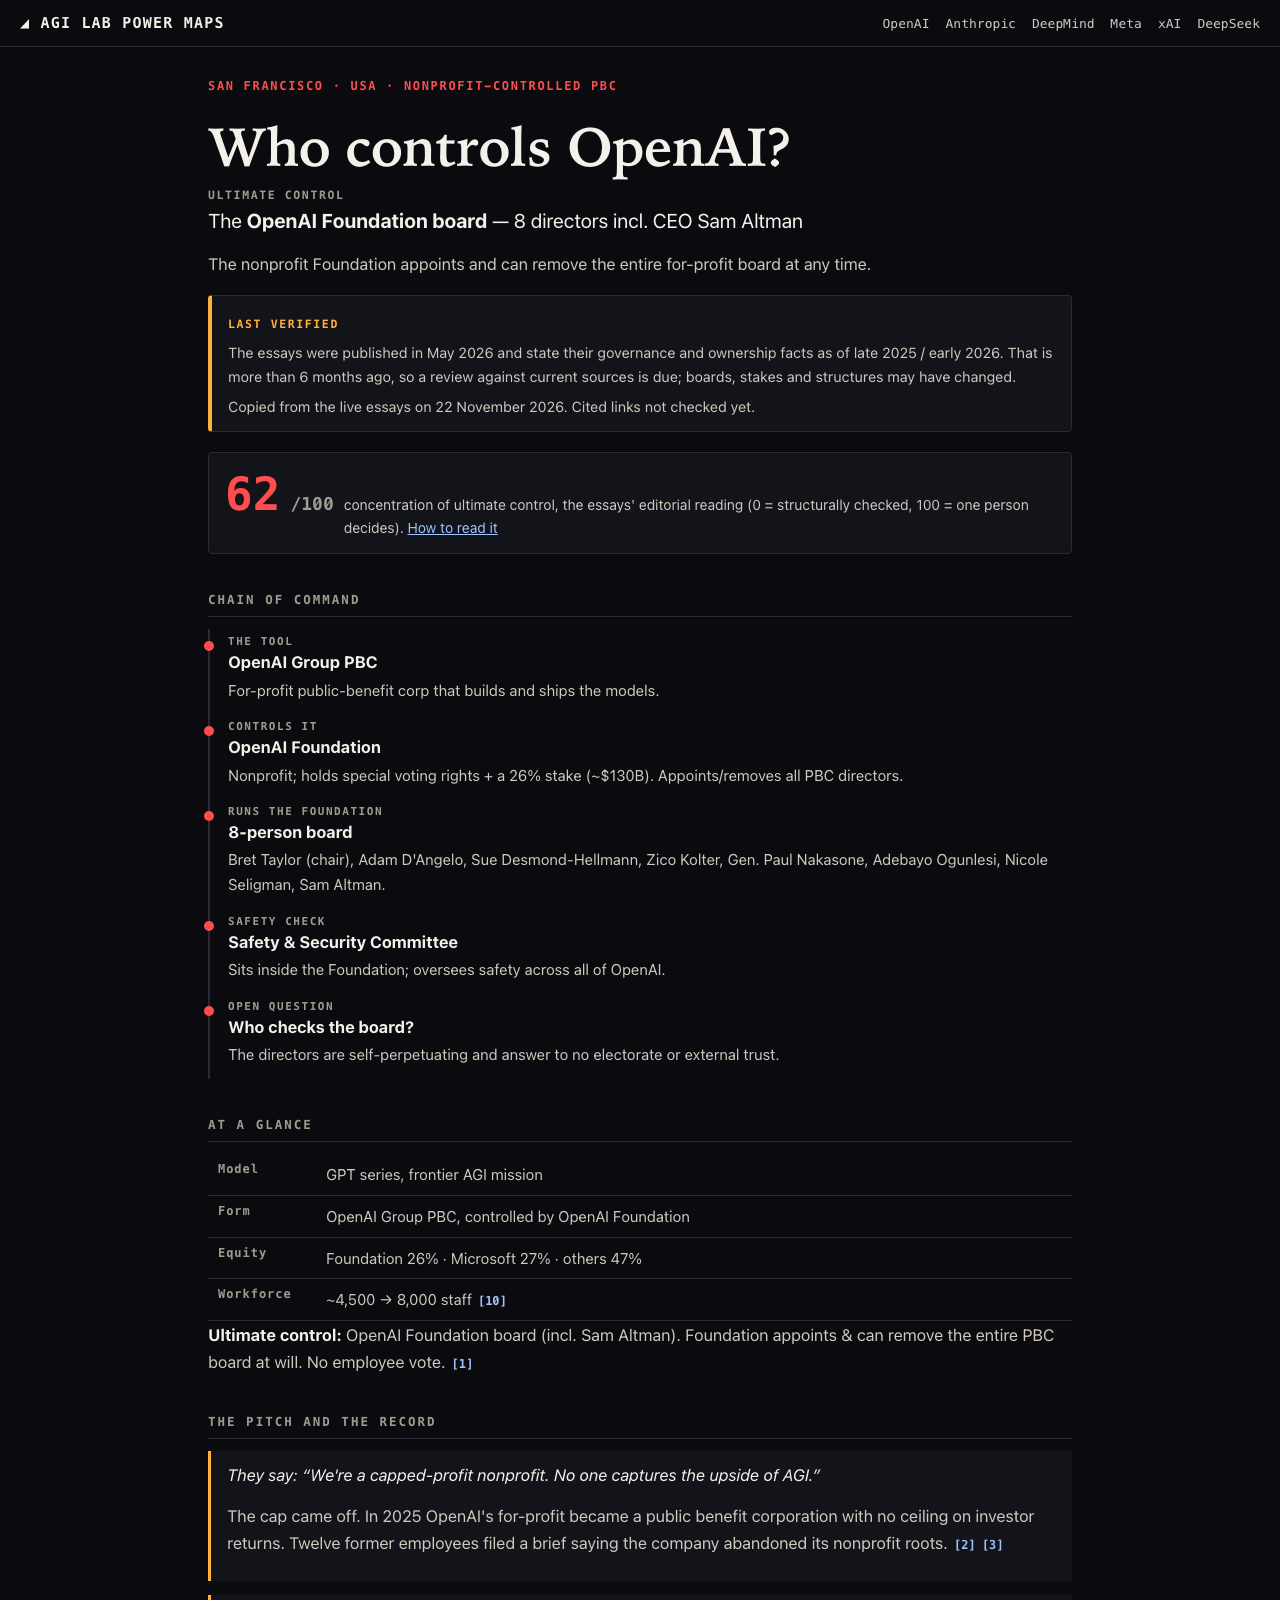 ◢ AGI LAB POWER MAPS
OpenAI Anthropic DeepMind Meta xAI DeepSeek
SAN FRANCISCO · USA · NONPROFIT-CONTROLLED PBC
Who controls OpenAI?
ULTIMATE CONTROL
The OpenAI Foundation board — 8 directors incl. CEO Sam Altman
The nonprofit Foundation appoints and can remove the entire for-profit board at any time.
LAST VERIFIED
The essays were published in May 2026 and state their governance and ownership facts as of late 2025 / early 2026. That is
more than 6 months ago, so a review against current sources is due; boards, stakes and structures may have changed.
Copied from the live essays on 22 November 2026. Cited links not checked yet.
62 /100 concentration of ultimate control, the essays' editorial reading (0 = structurally checked, 100 = one person
decides). How to read it
CHAIN OF COMMAND
THE TOOL
OpenAI Group PBC
For-profit public-benefit corp that builds and ships the models.
CONTROLS IT
OpenAI Foundation
Nonprofit; holds special voting rights + a 26% stake (~$130B). Appoints/removes all PBC directors.
RUNS THE FOUNDATION
8-person board
Bret Taylor (chair), Adam D'Angelo, Sue Desmond-Hellmann, Zico Kolter, Gen. Paul Nakasone, Adebayo Ogunlesi, Nicole
Seligman, Sam Altman.
SAFETY CHECK
Safety & Security Committee
Sits inside the Foundation; oversees safety across all of OpenAI.
OPEN QUESTION
Who checks the board?
The directors are self-perpetuating and answer to no electorate or external trust.
AT A GLANCE
Model GPT series, frontier AGI mission
Form OpenAI Group PBC, controlled by OpenAI Foundation
Equity Foundation 26% · Microsoft 27% · others 47%
Workforce ~4,500 → 8,000 staff [10]
Ultimate control: OpenAI Foundation board (incl. Sam Altman). Foundation appoints & can remove the entire PBC
board at will. No employee vote. [1]
THE PITCH AND THE RECORD
They say: “We're a capped-profit nonprofit. No one captures the upside of AGI.”
The cap came off. In 2025 OpenAI's for-profit became a public benefit corporation with no ceiling on investor
returns. Twelve former employees filed a brief saying the company abandoned its nonprofit roots. [2] [3]